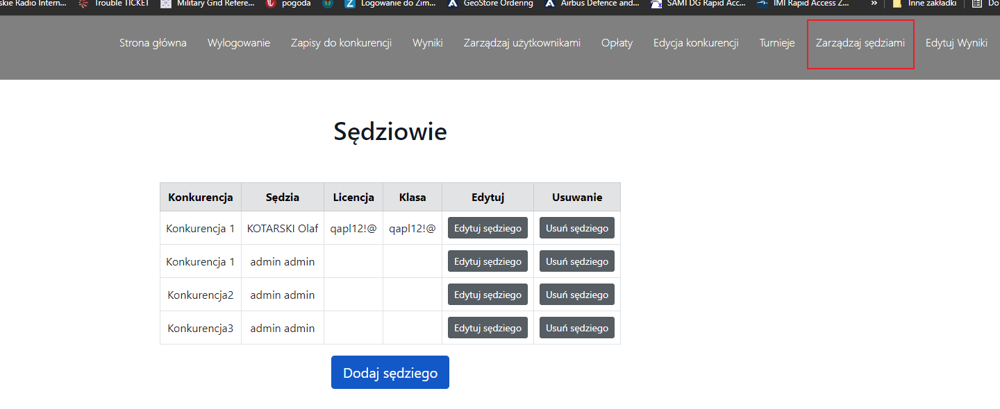 skie Radio Intern... Trouble TICKET Military Grid Refere... pogoda Logowanie do Zim... GeoStore Ordering Airbus Defence and... SAMI DG Rapid Acc... IMI Rapid Access Z... » Inne zakładki Do
Strona główna Wylogowanie Zapisy do konkurencji Wyniki Zarządzaj użytkownikami Opłaty Edycja konkurencji Turnieje Zarządzaj sędziami Edytuj Wyniki
Sędziowie
Konkurencja Sędzia Licencja Klasa Edytuj Usuwanie
Konkurencja 1 KOTARSKI Olaf qapl12!@ qapl12!@ Edytuj sędziego Usuń sędziego
Konkurencja 1 admin admin Edytuj sędziego Usuń sędziego
Konkurencja2 admin admin Edytuj sędziego Usuń sędziego
Konkurencja3 admin admin Edytuj sędziego Usuń sędziego
Dodaj sędziego